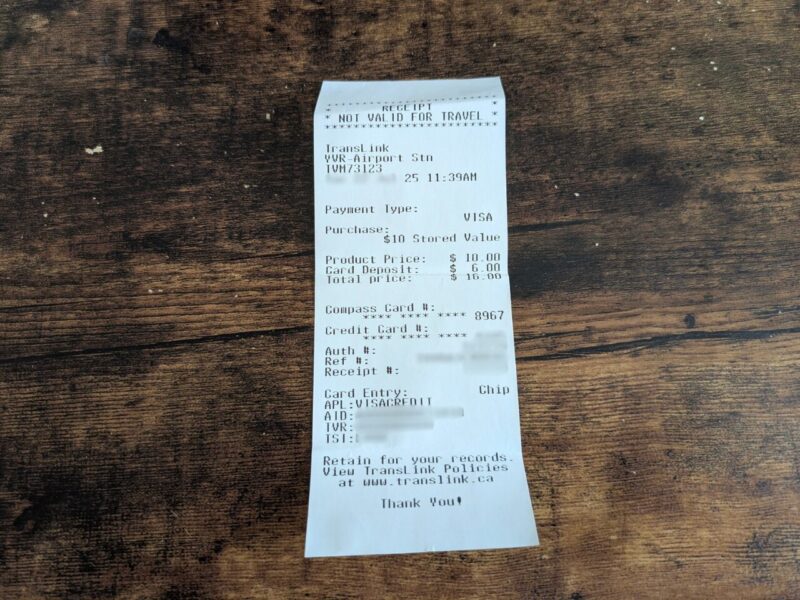 ***********************
* RECEIPT *
* NOT VALID FOR TRAVEL *
***********************
TransLink
YVR-Airport Stn
TVM73123
25 11:39AM
Payment Type:
VISA
Purchase:
$10 Stored Value
Product Price: $ 10.00
Card Deposit: $ 6.00
Total price: $ 16.00
Compass Card #:
**** **** **** 8967
Credit Card #:
**** **** ****
Auth #:
Ref #:
Receipt #:
Card Entry: Chip
APL:VISACREDIT
AID:
TVR:
TSI:
Retain for your records.
View TransLink Policies
at www.translink.ca
Thank You!